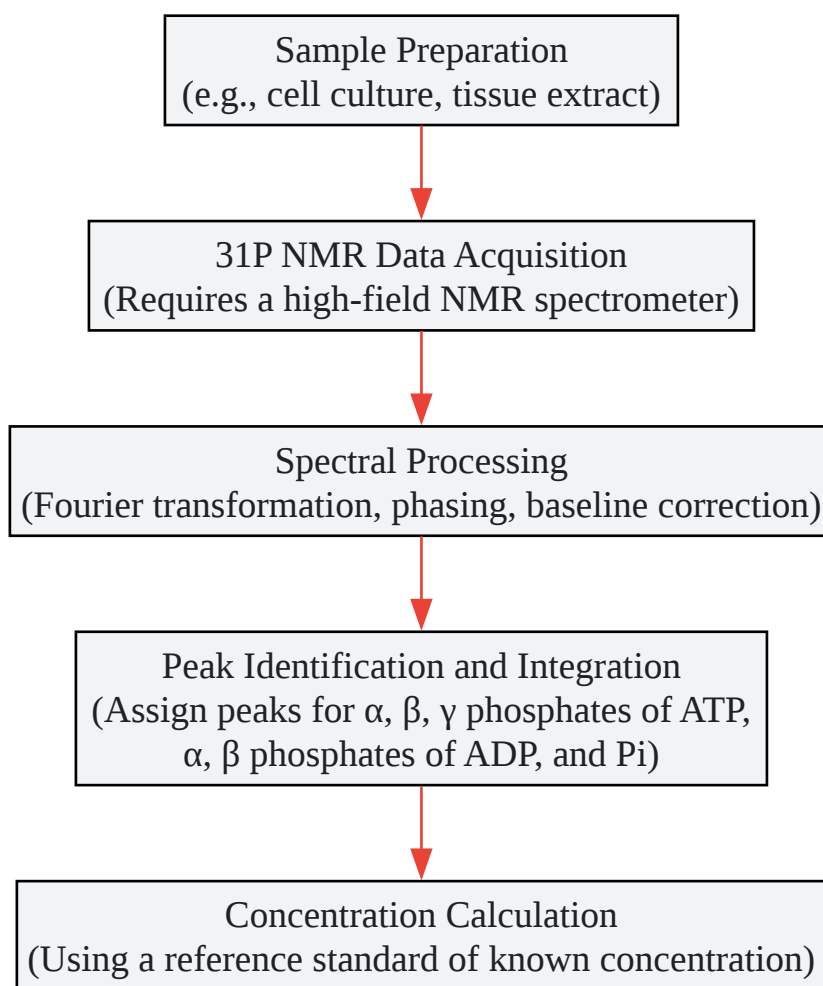 Sample Preparation
(e.g., cell culture, tissue extract)
31P NMR Data Acquisition
(Requires a high-field NMR spectrometer)
Spectral Processing
(Fourier transformation, phasing, baseline correction)
Peak Identification and Integration
(Assign peaks for α, β, γ phosphates of ATP,
α, β phosphates of ADP, and Pi)
Concentration Calculation
(Using a reference standard of known concentration)